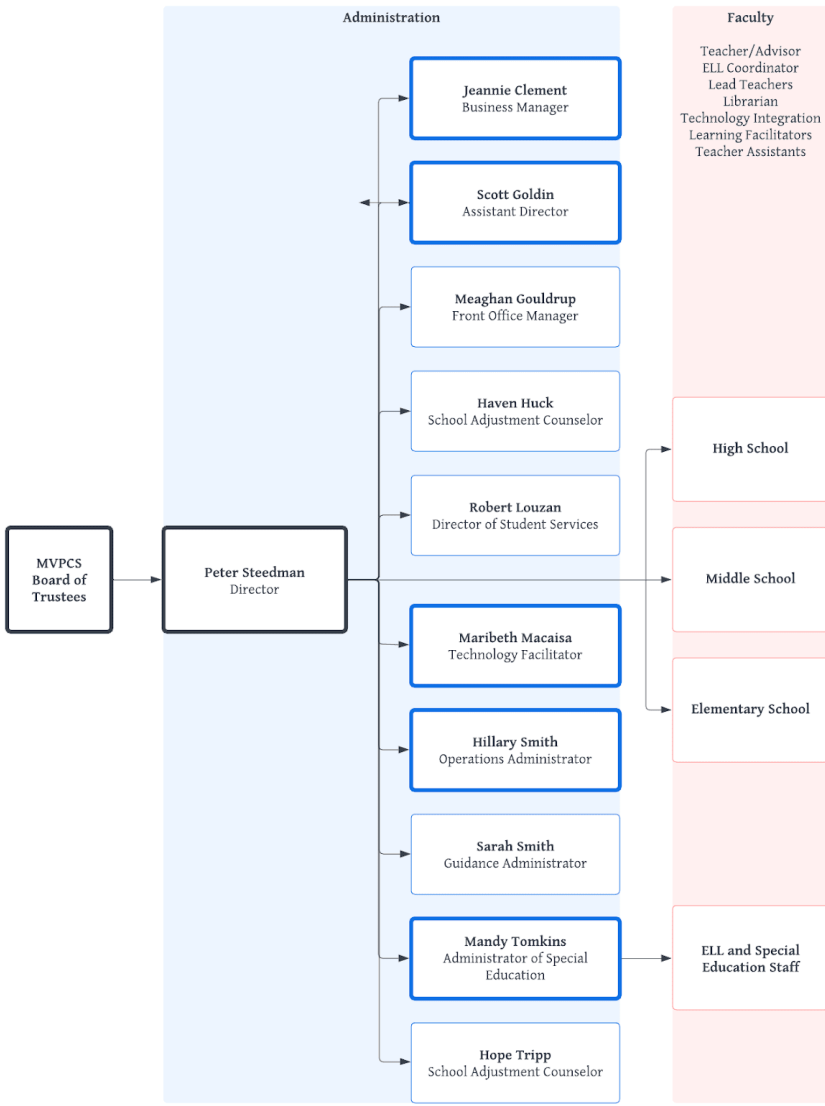 Administration
Faculty
Teacher/Advisor
ELL Coordinator
Lead Teachers
Librarian
Technology Integration
Learning Facilitators
Teacher Assistants
Jeannie Clement
Business Manager
Scott Goldin
Assistant Director
Meaghan Gouldrup
Front Office Manager
Haven Huck
School Adjustment Counselor
High School
Robert Louzan
Director of Student Services
MVPCS
Board of
Trustees
Peter Steedman
Director
Middle School
Maribeth Macaisa
Technology Facilitator
Elementary School
Hillary Smith
Operations Administrator
Sarah Smith
Guidance Administrator
Mandy Tomkins
Administrator of Special
Education
ELL and Special
Education Staff
Hope Tripp
School Adjustment Counselor